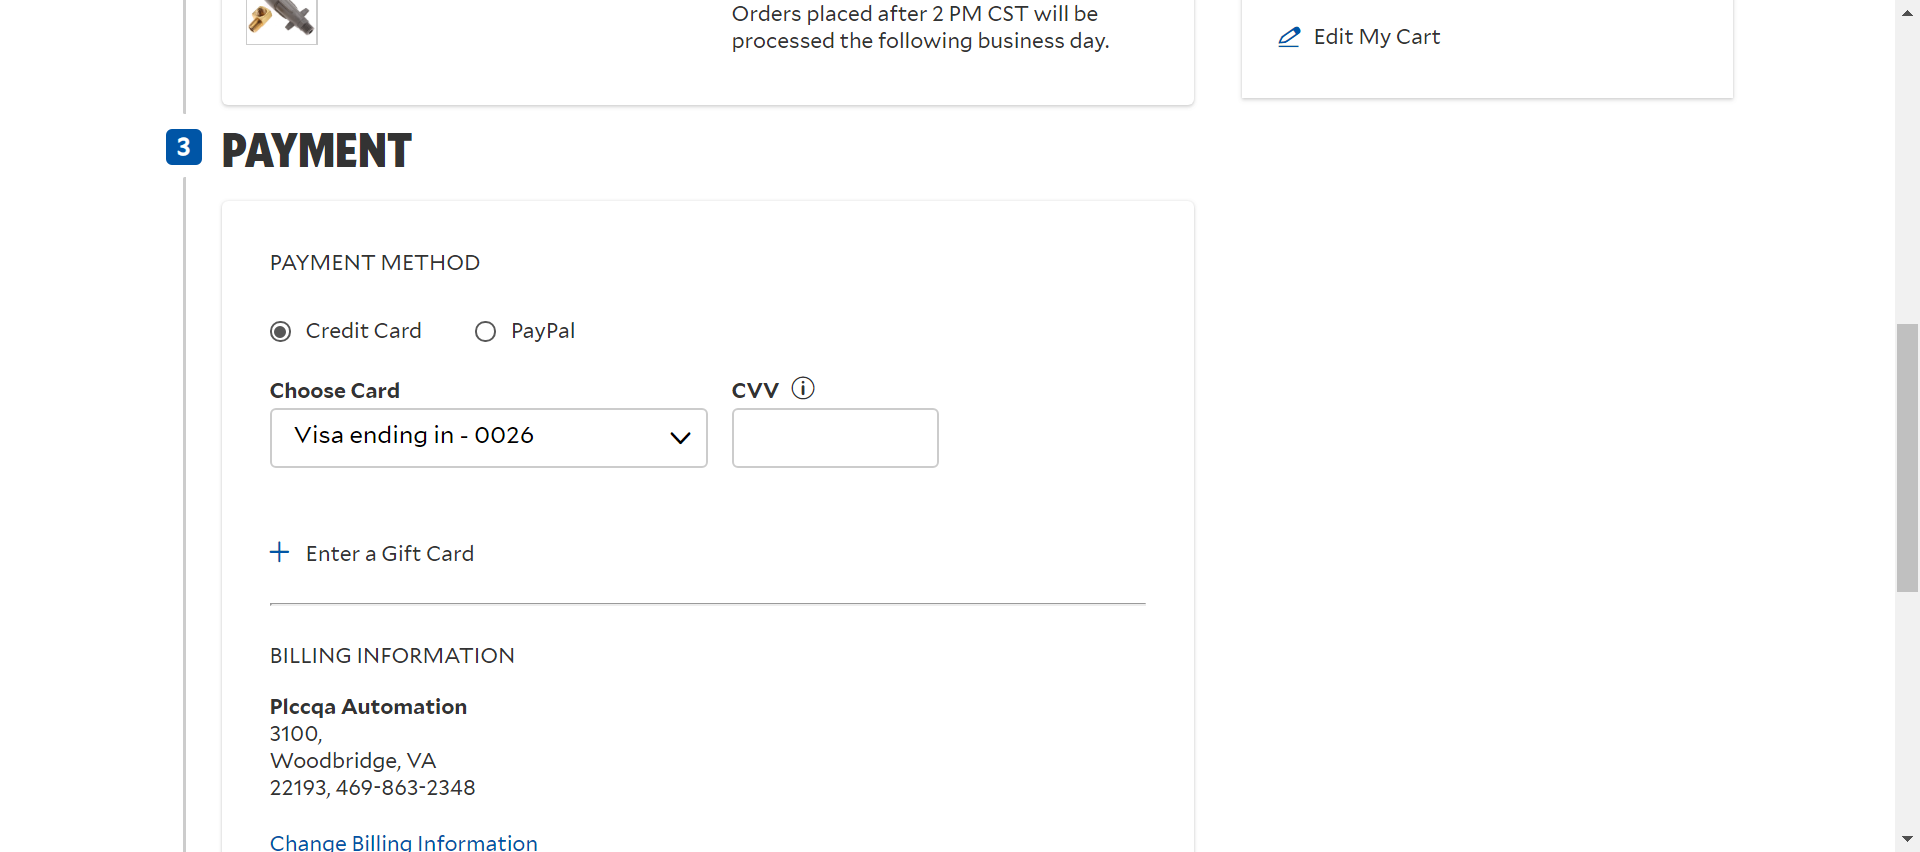 Orders placed after 2 PM CST will be
processed the following business day.
Edit My Cart
3 PAYMENT
PAYMENT METHOD
Credit Card PayPal
Choose Card CVV
Visa ending in - 0026
+ Enter a Gift Card
BILLING INFORMATION
Plccqa Automation
3100,
Woodbridge, VA
22193, 469-863-2348
Change Billing Information